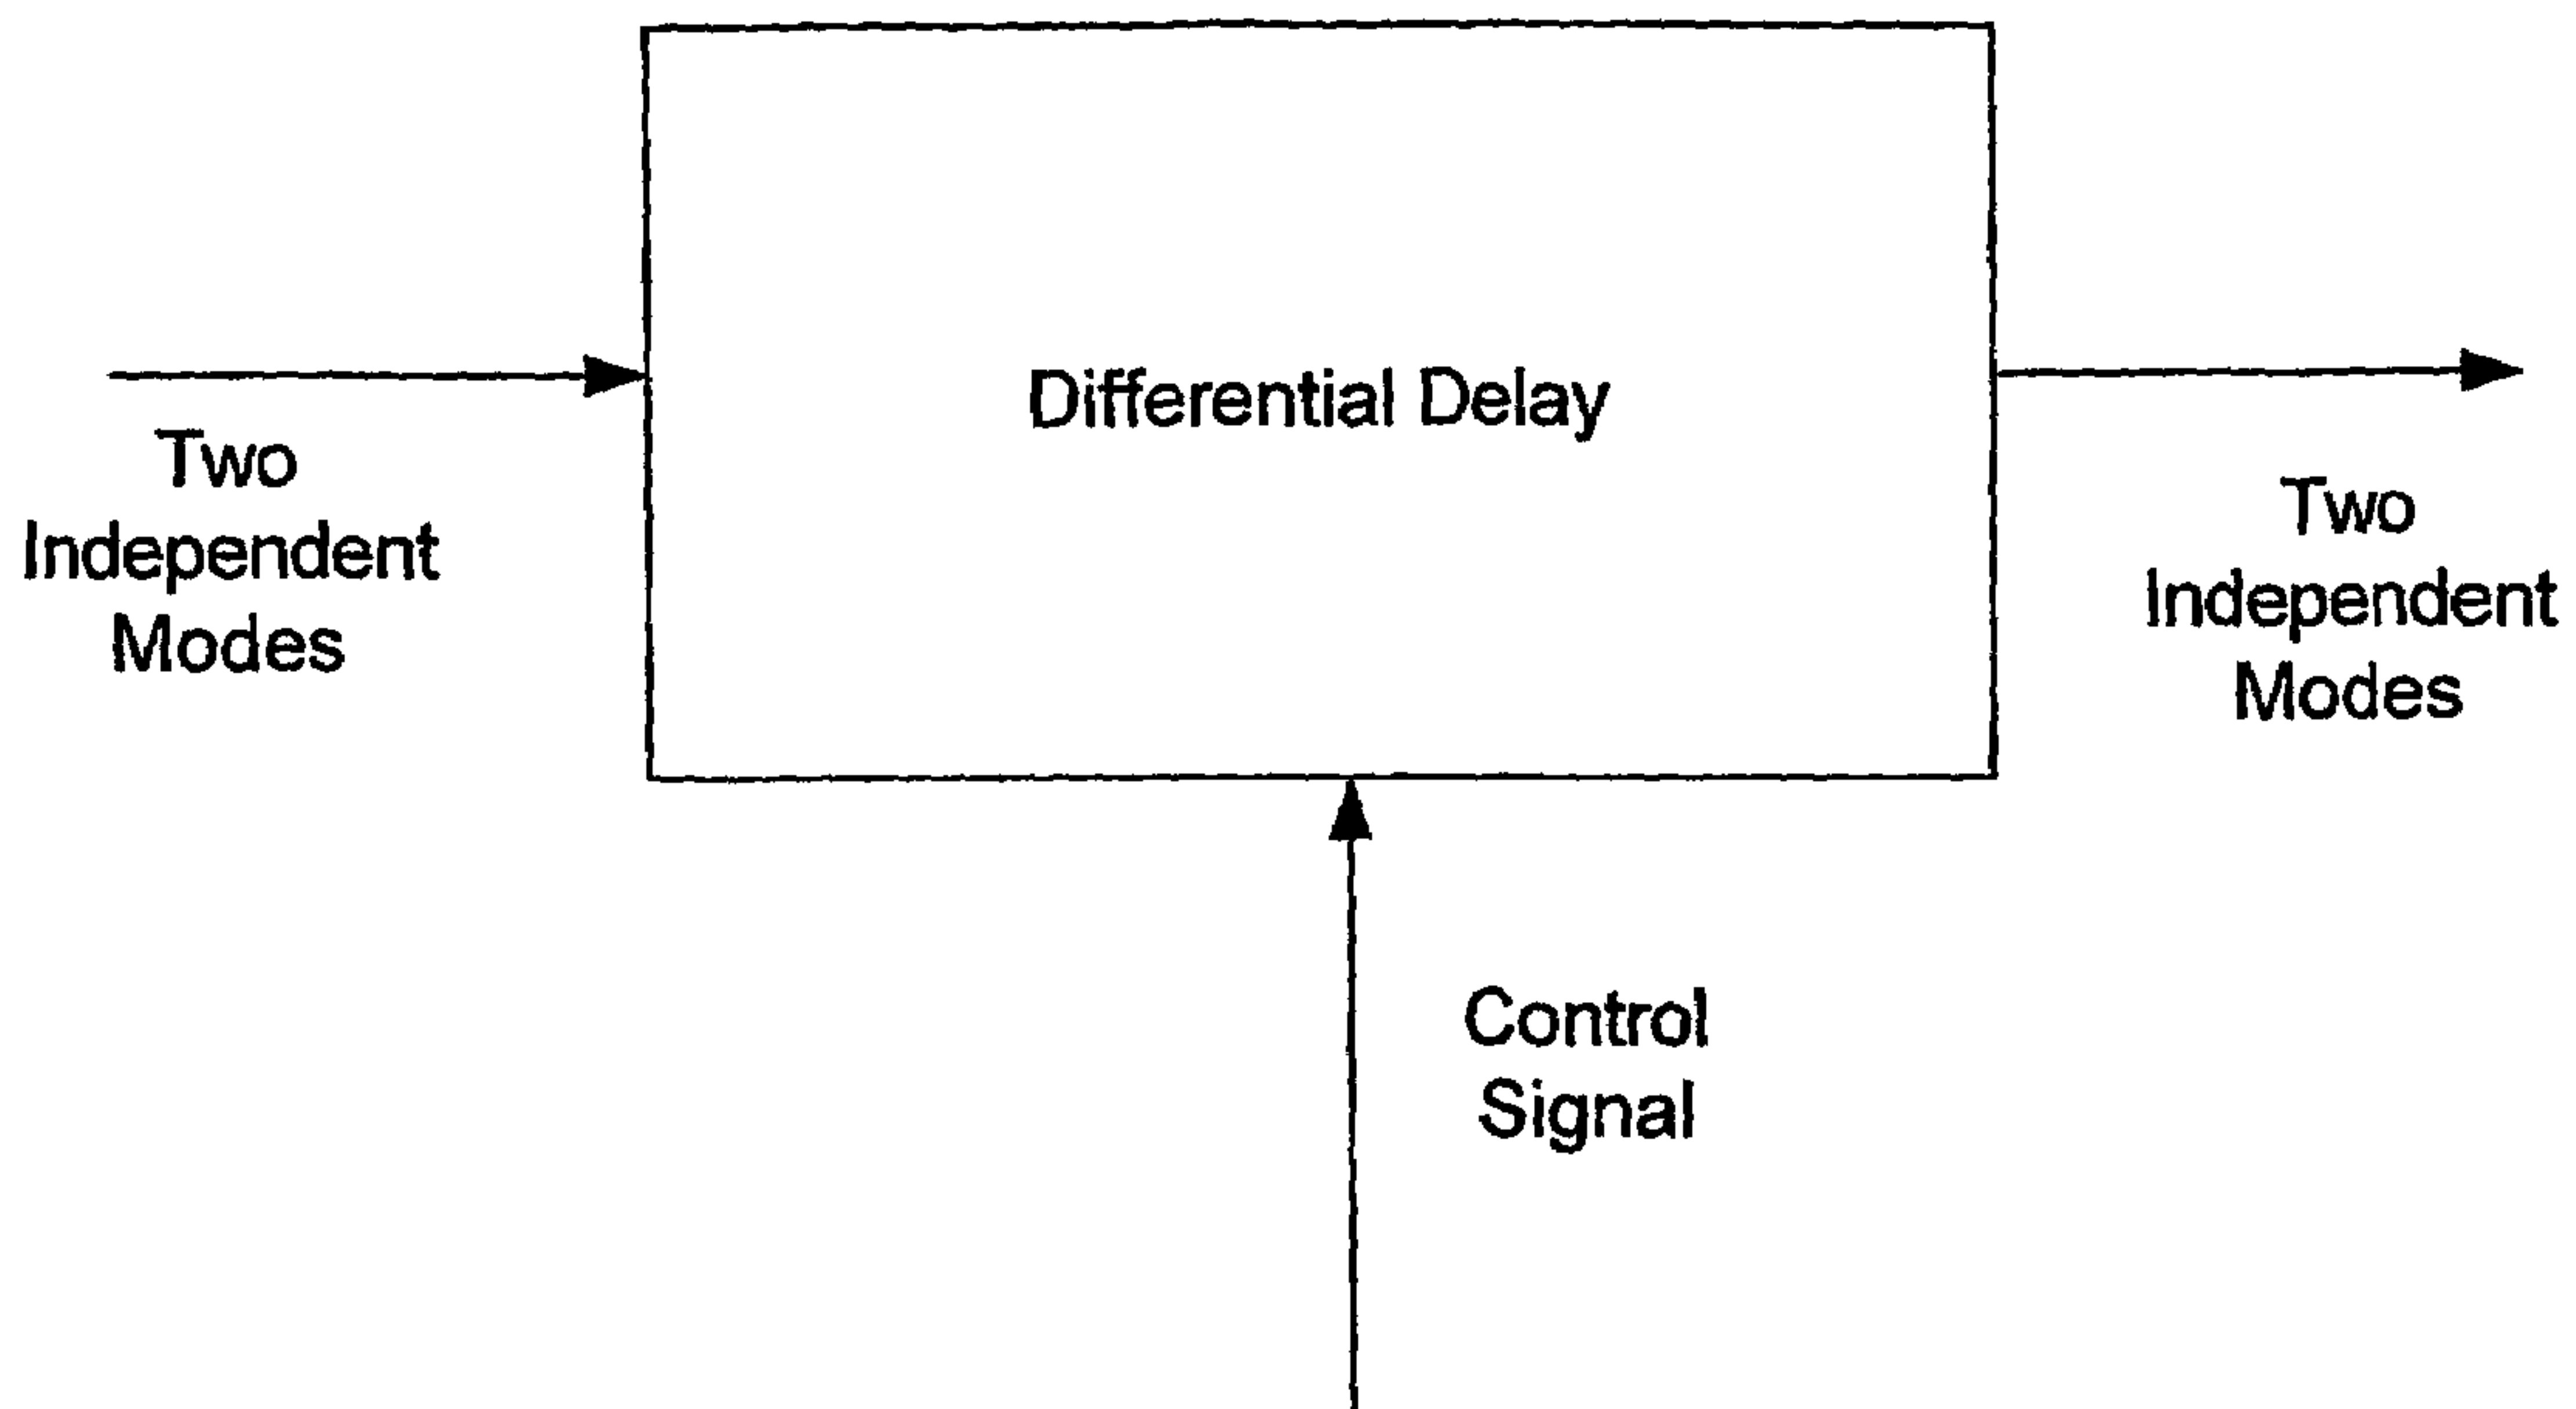 Differential Delay
Two
Independent
Modes
Two
Independent
Modes
Control
Signal